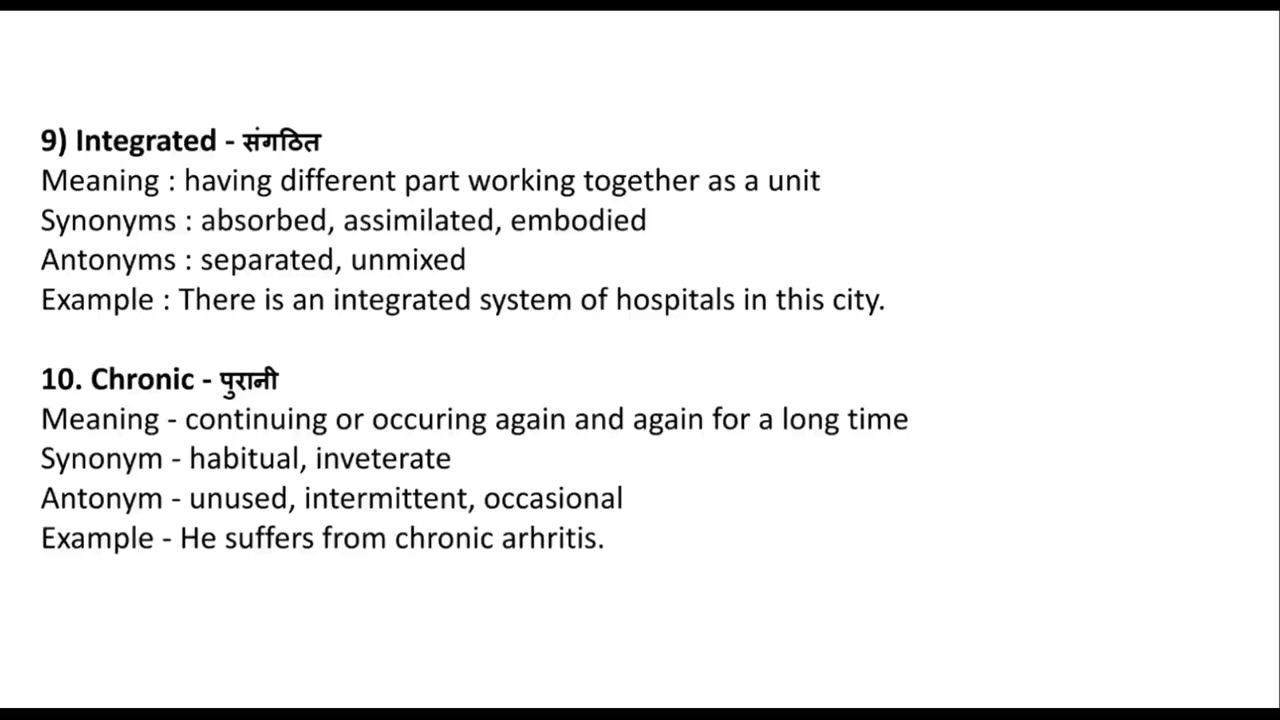 9) Integrated - संगठित
Meaning : having different part working together as a unit
Synonyms : absorbed, assimilated, embodied
Antonyms : separated, unmixed
Example : There is an integrated system of hospitals in this city.
10. Chronic - पुरानी
Meaning - continuing or occuring again and again for a long time
Synonym - habitual, inveterate
Antonym - unused, intermittent, occasional
Example - He suffers from chronic arhritis.